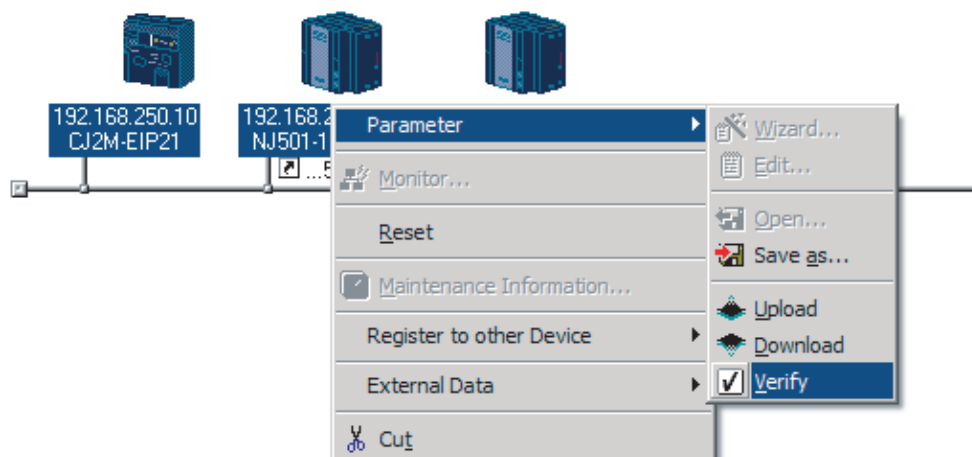 192.168.250.10
CJ2M-EIP21
192.168.2
NJ501-1
...5
Parameter
Monitor...
Reset
Maintenance Information...
Register to other Device
External Data
Cut
Wizard...
Edit...
Open...
Save as...
Upload
Download
Verify